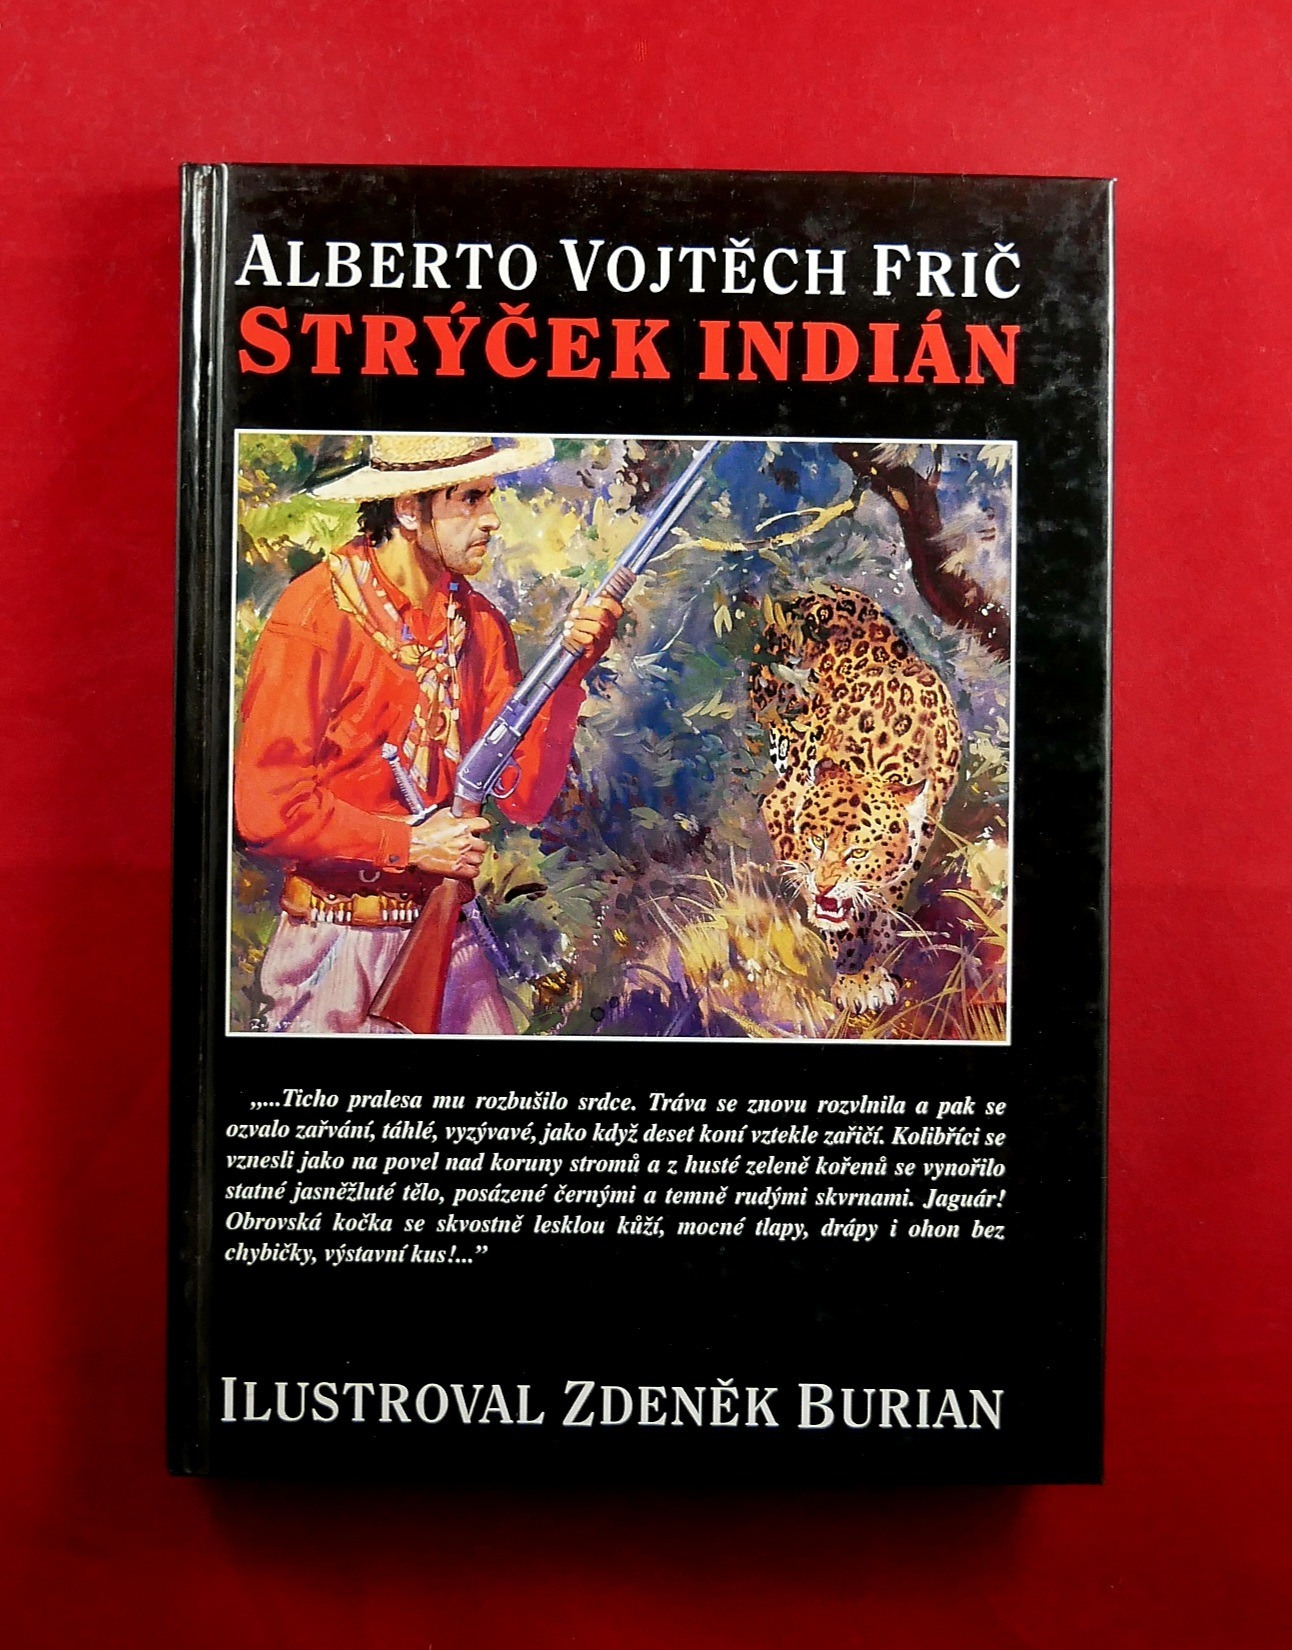 ALBERTO VOJTĚCH FRIČ
STRÝČEK INDIÁN
„...Ticho pralesa mu rozbušilo srdce. Tráva se znovu rozvlnila a pak se
ozvalo zařvání, táhlé, vyzývavé, jako když deset koní vztekle zařičí. Kolibříci se
vznesli jako na povel nad koruny stromů a z husté zeleně kořenů se vynořilo
statné jasněžluté tělo, posázené černými a temně rudými skvrnami. Jaguár!
Obrovská kočka se skvostně lesklou kůží, mocné tlapy, drápy i ohon bez
chybičky, výstavní kus!...”
ILUSTROVAL ZDENĚK BURIAN